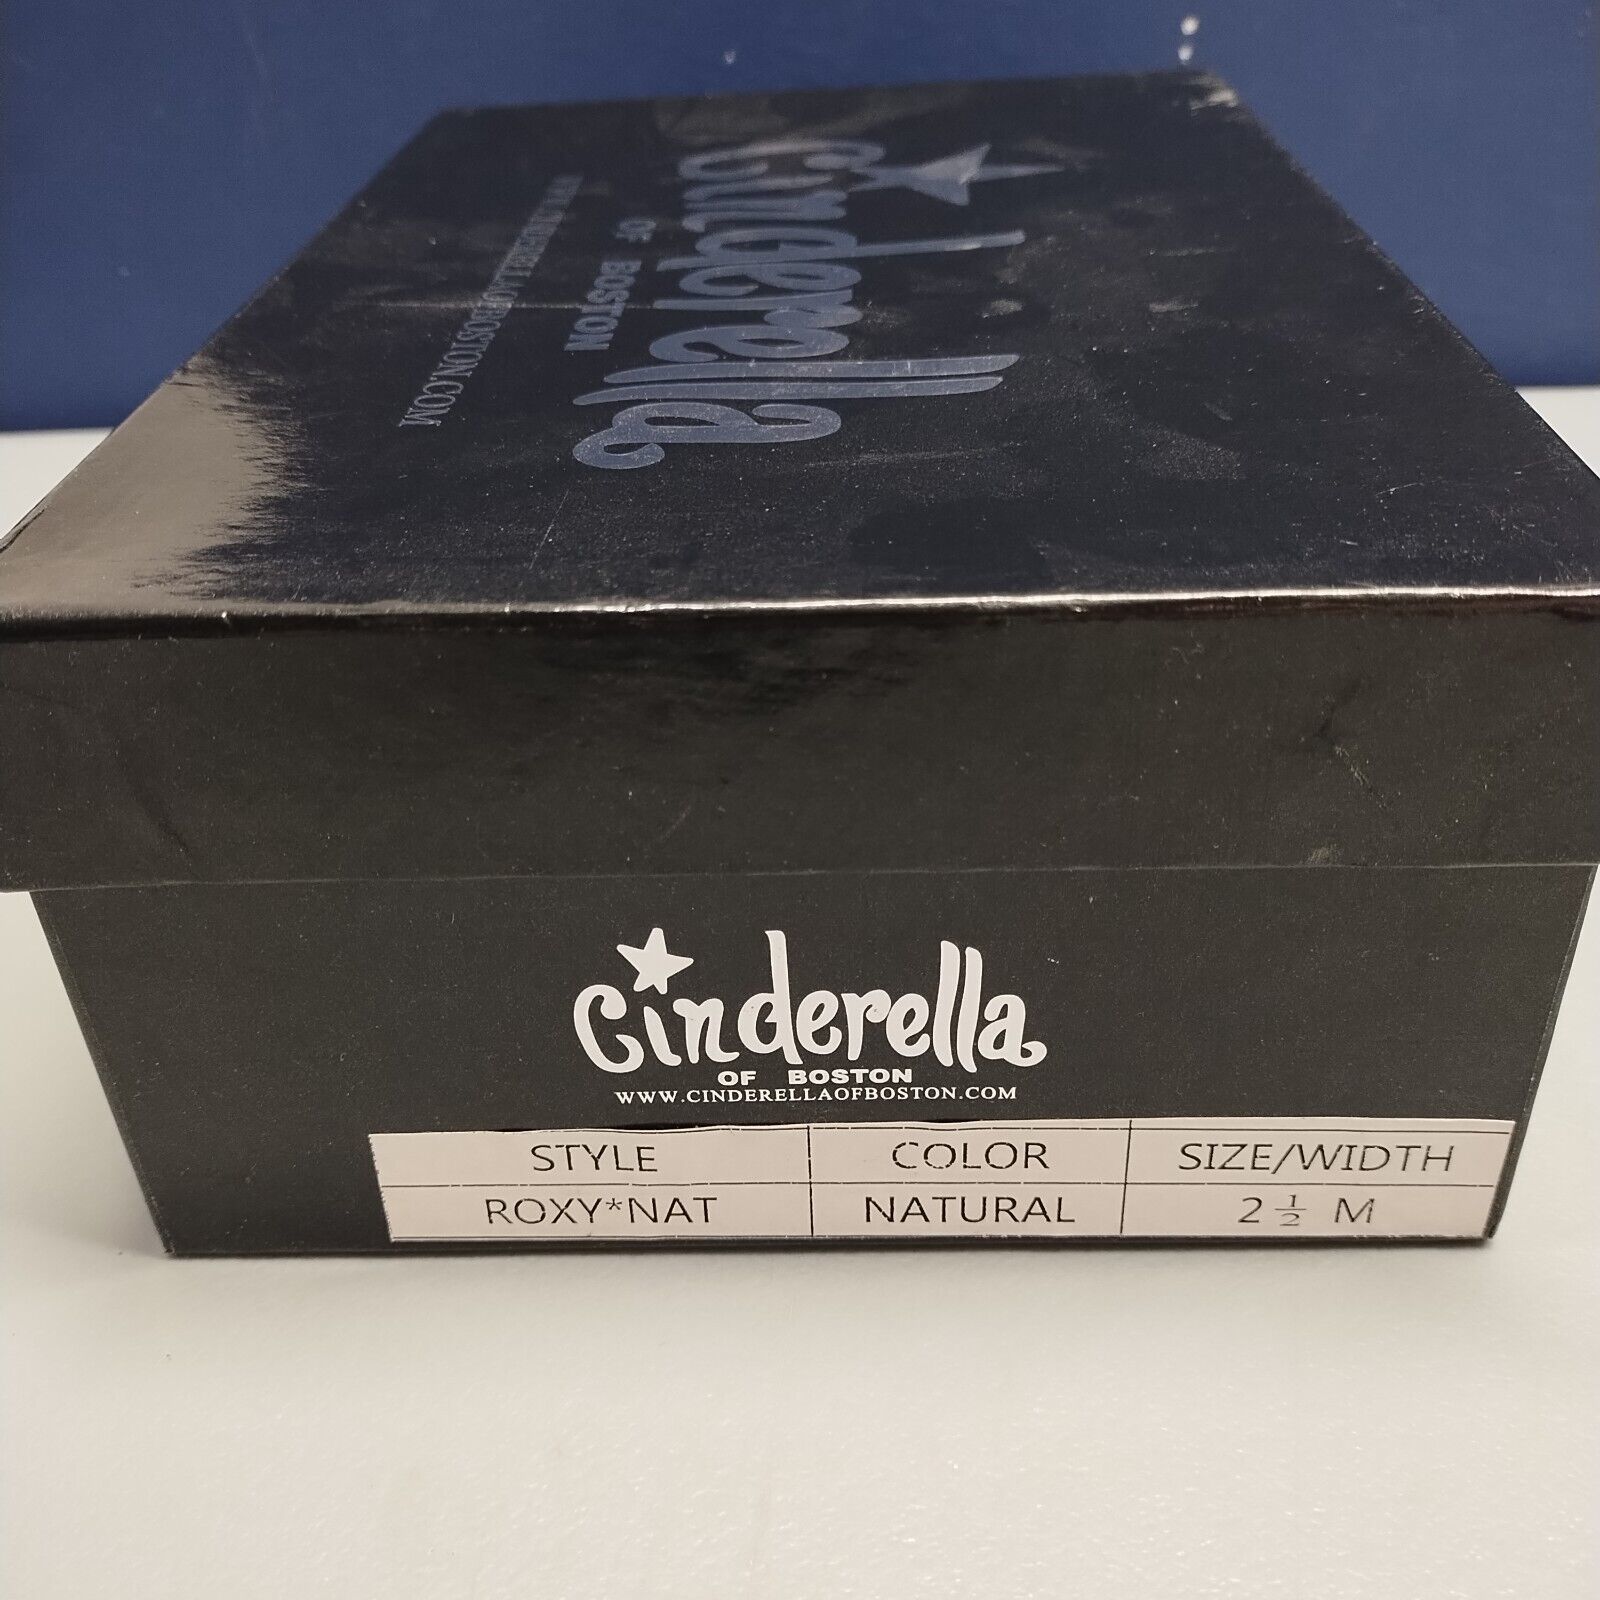 Cinderella
OF BOSTON
WWW.CINDERELLAOFBOSTON.COM
Cinderella
OF BOSTON
WWW.CINDERELLAOFBOSTON.COM
STYLE COLOR SIZE/WIDTH
ROXY*NAT NATURAL 2 1/2 M